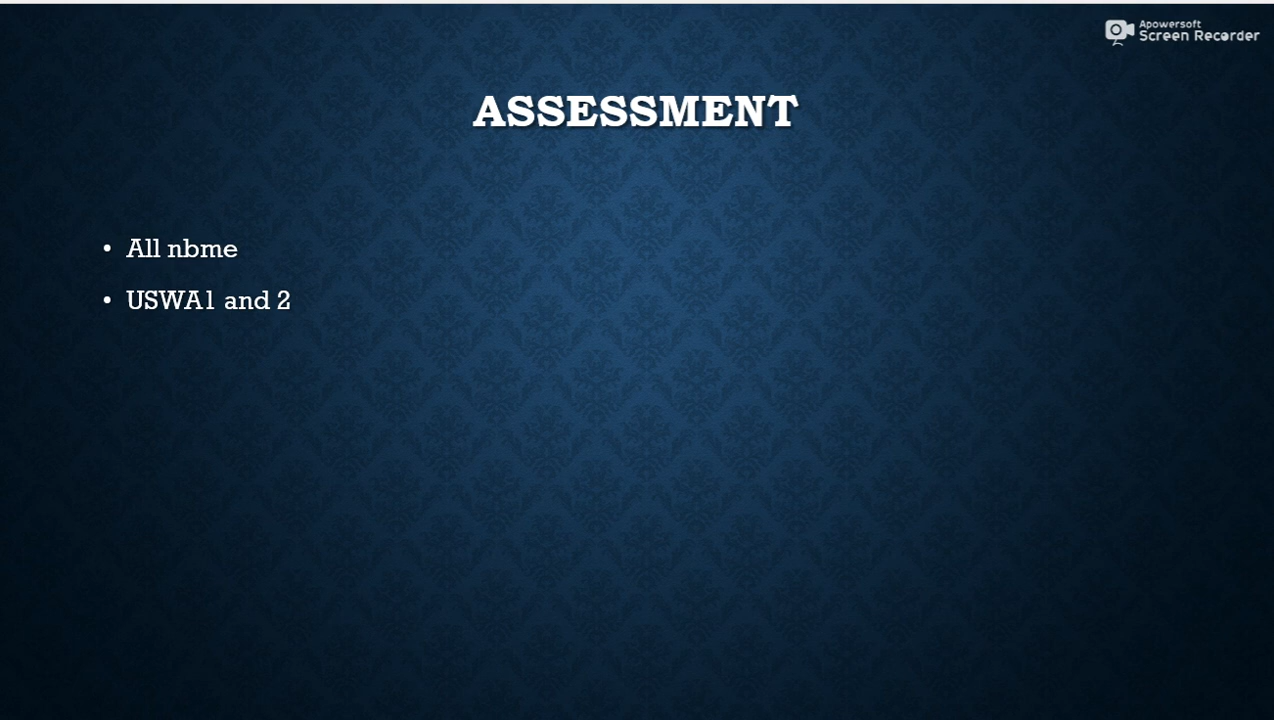 Apowersoft
Screen Recorder
ASSESSMENT
• All nbme
• USWA1 and 2